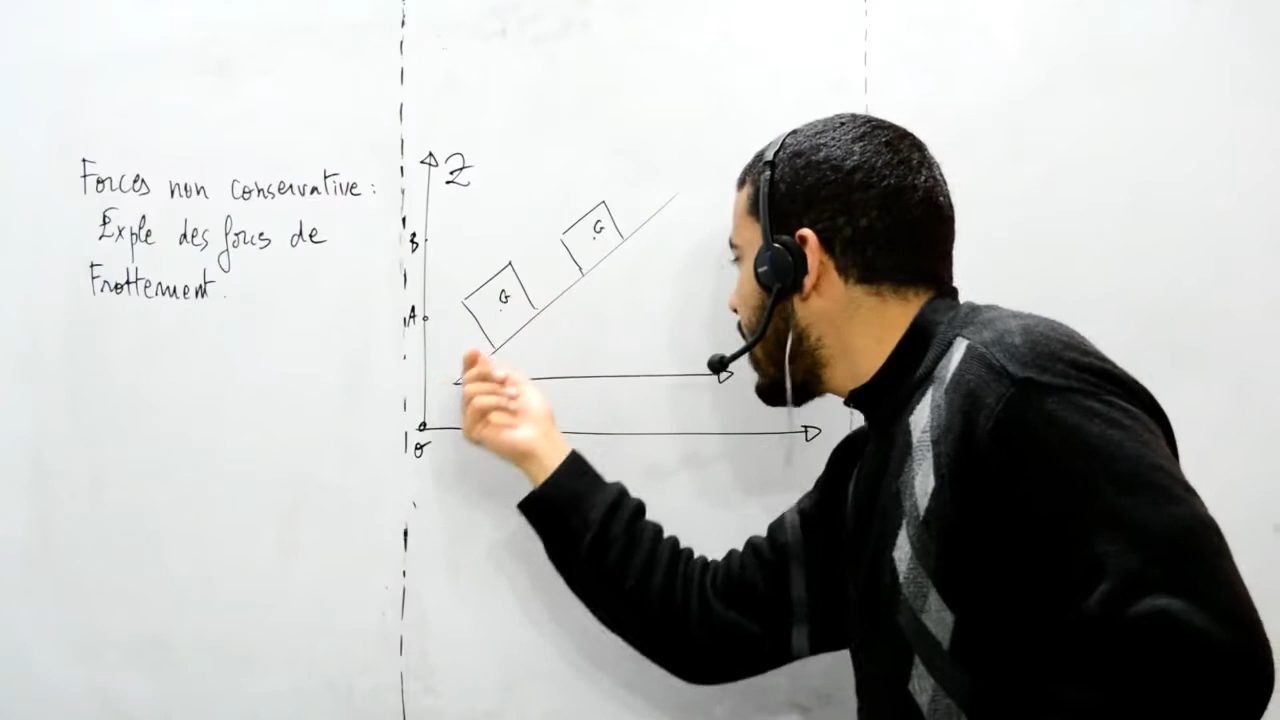 Forces non conservative :
Exple des forces de
Frottement.
Z
B
G
G
A
O